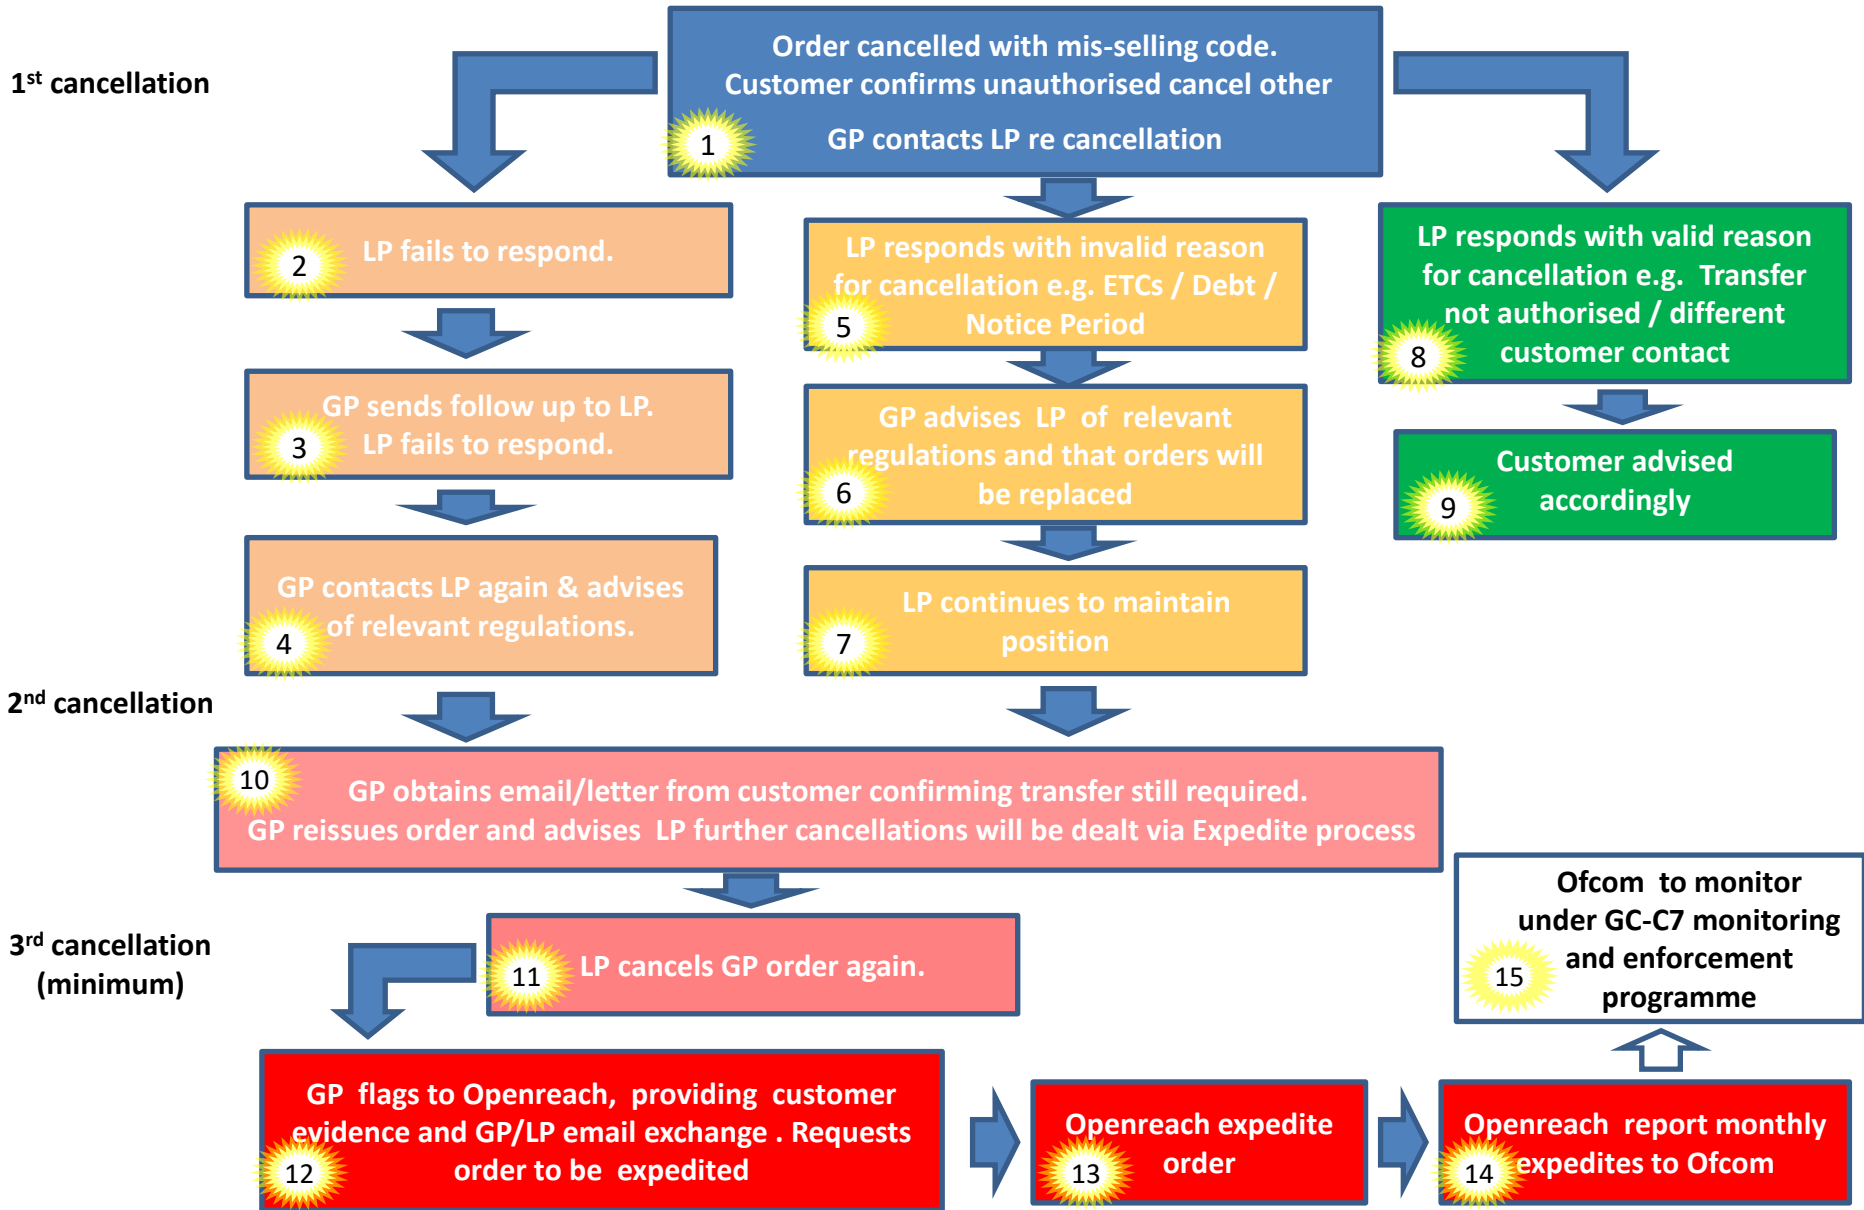 1st cancellation
Order cancelled with mis-selling code.
Customer confirms unauthorised cancel other
GP contacts LP re cancellation
1
LP fails to respond.
2
GP sends follow up to LP.
LP fails to respond.
3
GP contacts LP again & advises
of relevant regulations.
4
LP responds with invalid reason
for cancellation e.g. ETCs / Debt /
Notice Period
5
GP advises LP of relevant
regulations and that orders will
be replaced
6
LP continues to maintain
position
7
LP responds with valid reason
for cancellation e.g. Transfer
not authorised / different
customer contact
8
Customer advised
accordingly
9
2nd cancellation
10
GP obtains email/letter from customer confirming transfer still required.
GP reissues order and advises LP further cancellations will be dealt via Expedite process
3rd cancellation
(minimum)
LP cancels GP order again.
11
GP flags to Openreach, providing customer
evidence and GP/LP email exchange . Requests
order to be expedited
12
Openreach expedite
order
13
Openreach report monthly
expedites to Ofcom
14
Ofcom to monitor
under GC-C7 monitoring
and enforcement
programme
15